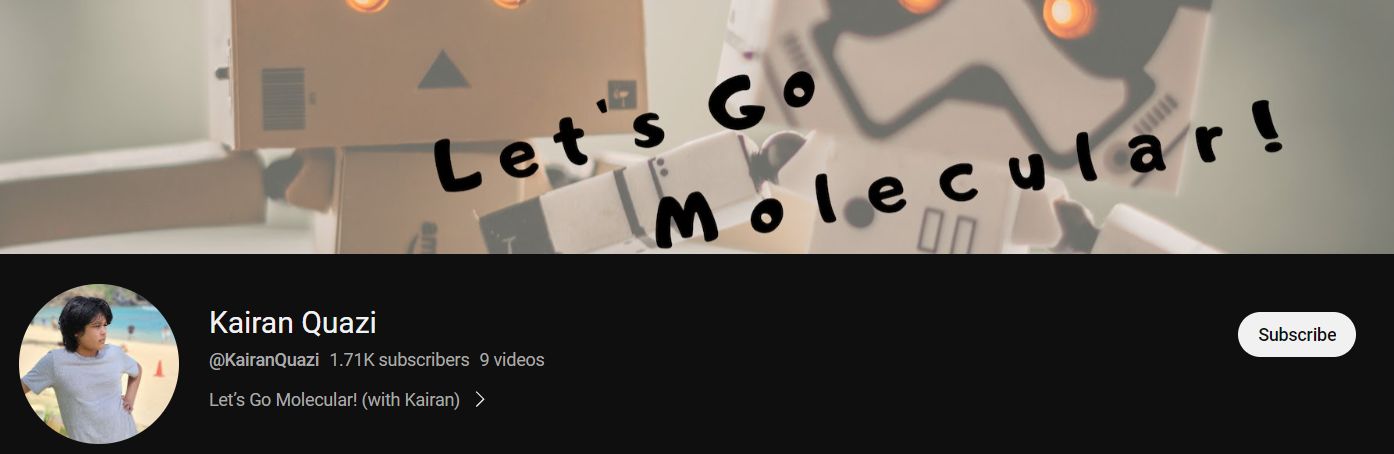 Let's Go
Molecular!
Kairan Quazi
@KairanQuazi 1.71K subscribers 9 videos
Let’s Go Molecular! (with Kairan)
Subscribe